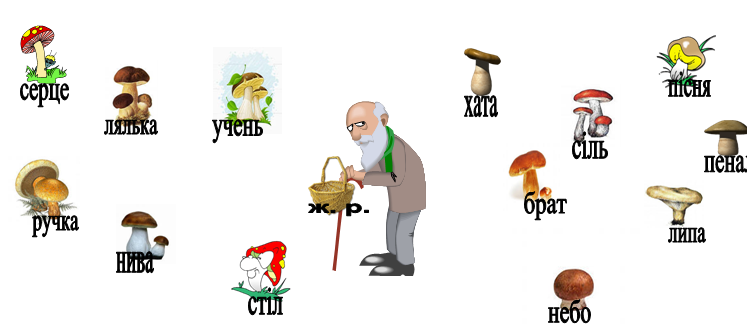 серце
лялька
учень
хата
пісня
сіль
пенал
ручка
ж. р.
брат
липа
нива
стіл
небо